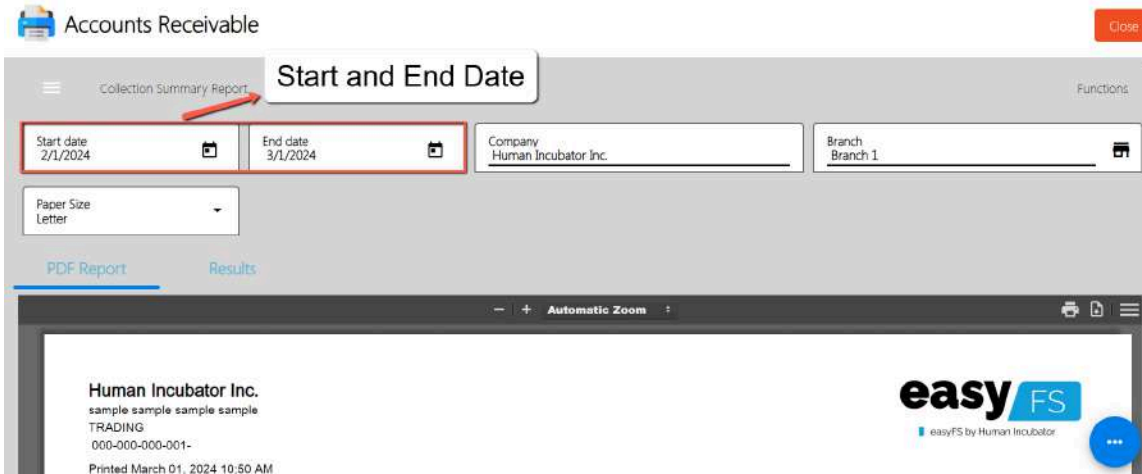 Accounts Receivable
Close
Collection Summary Report
Start and End Date
Functions
Start date
2/1/2024
End date
3/1/2024
Company
Human Incubator Inc.
Branch
Branch 1
Paper Size
Letter
PDF Report
Results
Automatic Zoom
Human Incubator Inc.
sample sample sample sample
TRADING
000-000-000-001-
Printed March 01, 2024 10:50 AM
easyFS
easyFS by Human Incubator